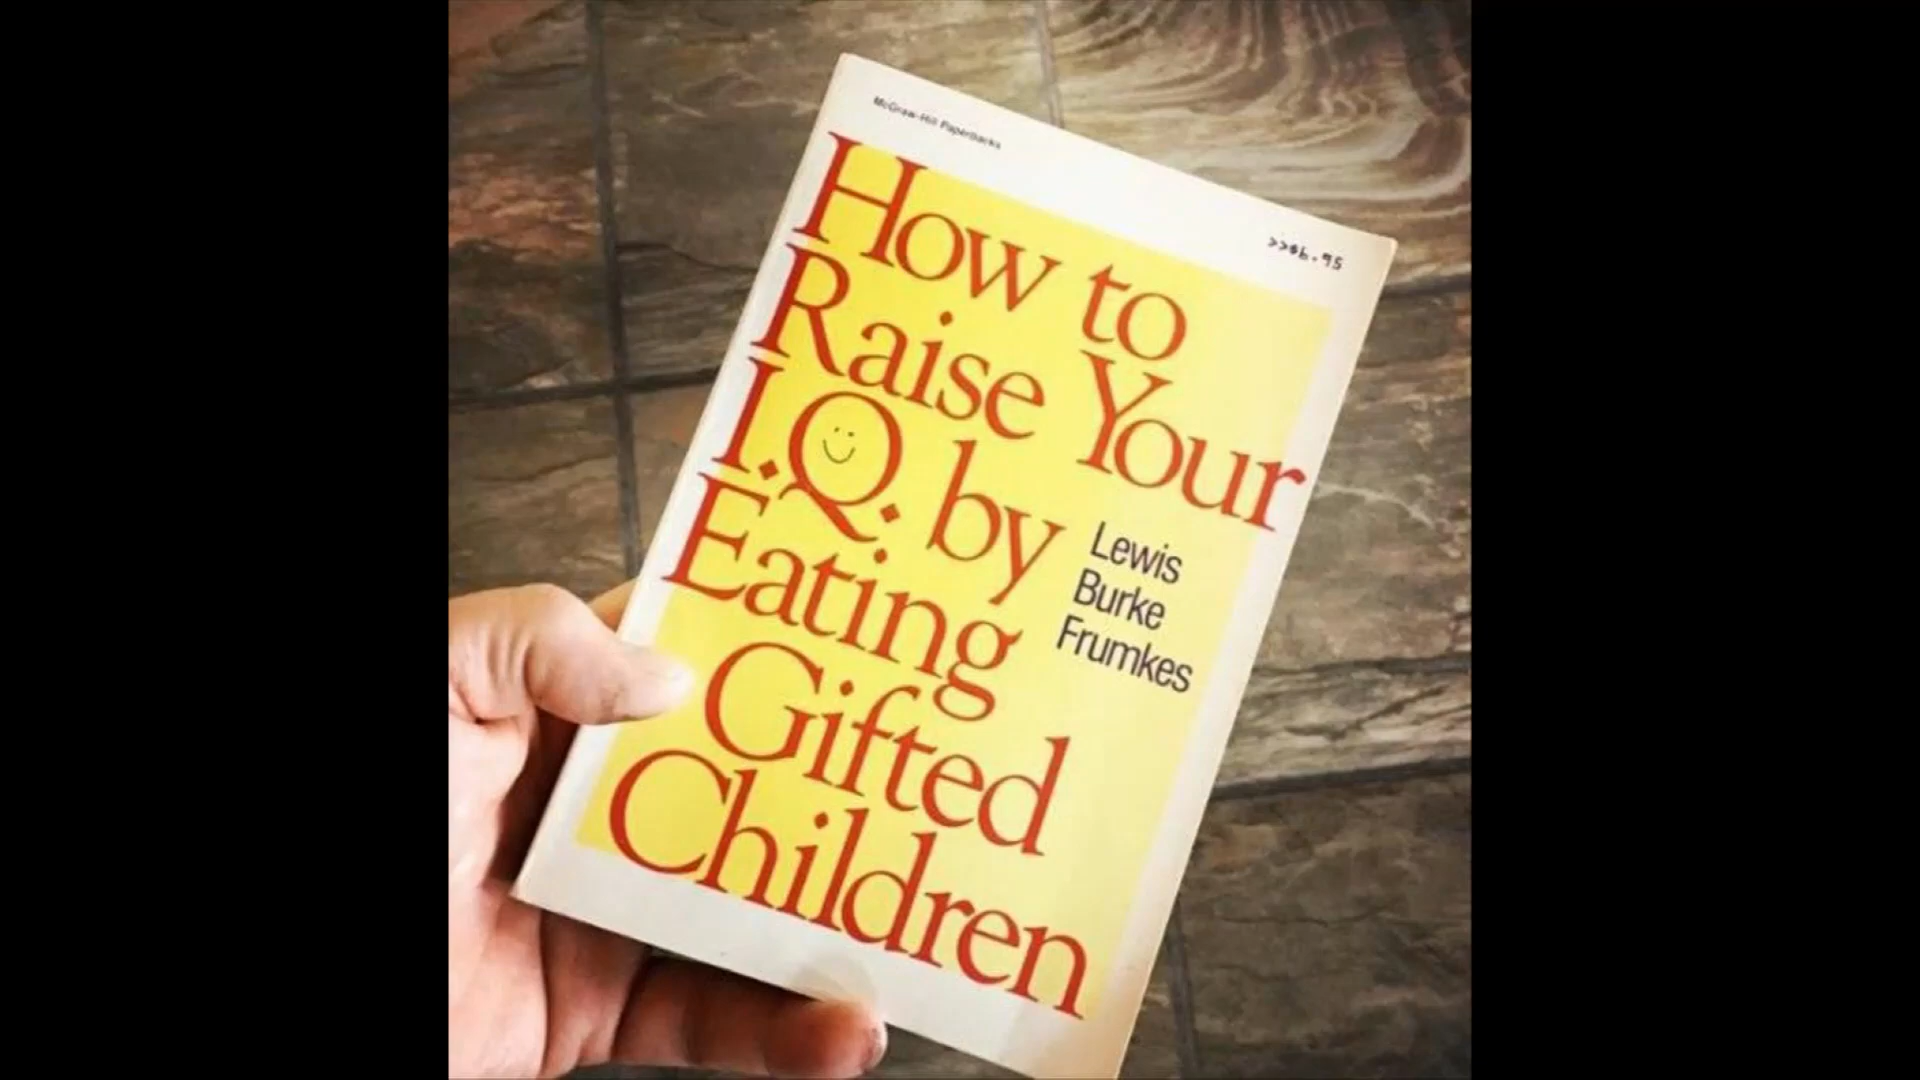 McGraw-Hill Paperbacks
>>$6.95
How to
Raise Your
I.Q. by
Eating
Gifted
Children
Lewis
Burke
Frumkes